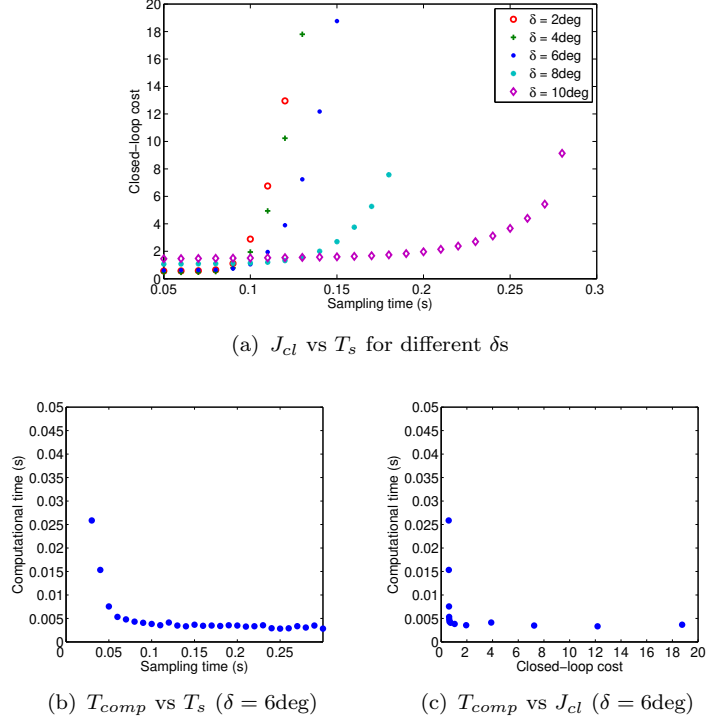 20
18
16
14
12
10
8
6
4
2
0
Closed-loop cost
δ = 2deg
δ = 4deg
δ = 6deg
δ = 8deg
δ = 10deg
0.05 0.1 0.15 0.2 0.25 0.3
Sampling time (s)
(a) J_cl vs T_s for different δs
0.05
0.045
0.04
0.035
0.03
0.025
0.02
0.015
0.01
0.005
0
Computational time (s)
0 0.05 0.1 0.15 0.2 0.25
Sampling time (s)
(b) T_comp vs T_s (δ = 6deg)
0.05
0.045
0.04
0.035
0.03
0.025
0.02
0.015
0.01
0.005
0
Computational time (s)
0 2 4 6 8 10 12 14 16 18 20
Closed-loop cost
(c) T_comp vs J_cl (δ = 6deg)